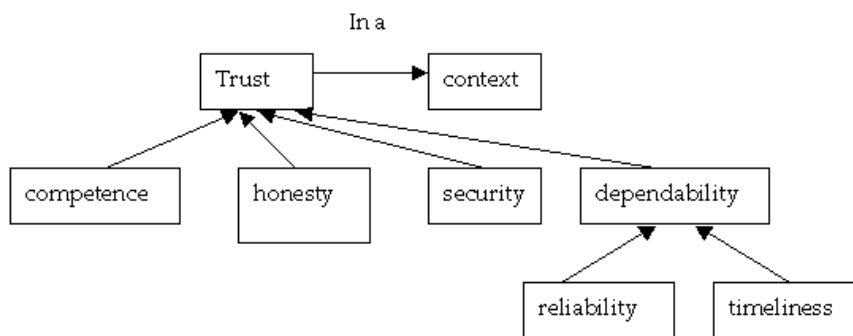 In a
Trust
context
competence
honesty
security
dependability
reliability
timeliness